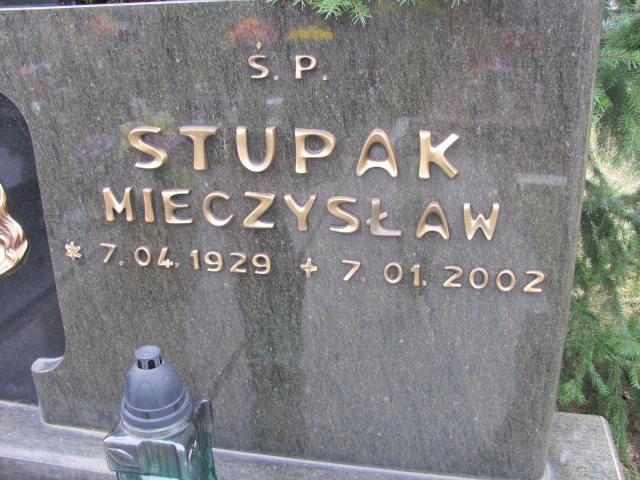 Ś. P.
STUPAK
MIECZYSŁAW
* 7. 04. 1929 + 7. 01. 2002